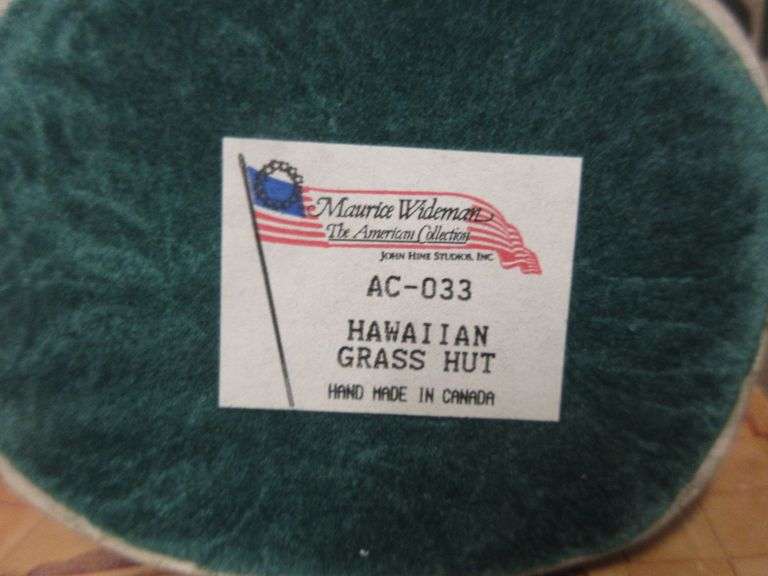 Maurice Wideman
The American Collection
JOHN HINE STUDIOS, INC
AC-033
HAWAIIAN
GRASS HUT
HAND MADE IN CANADA